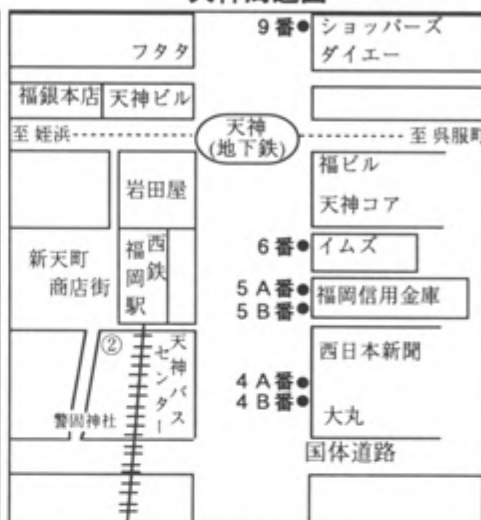 9番●ショッパーズ
ダイエー
フタタ
福銀本店 天神ビル
至 姪浜
天神
(地下鉄)
至 呉服町
岩田屋
福ビル
天神コア
新天町
商店街
西鉄
福岡駅
6番●イムズ
5A番●
5B番●
福岡信用金庫
②
天神バス
センター
西日本新聞
4A番●
4B番●
大丸
警固神社
国体道路